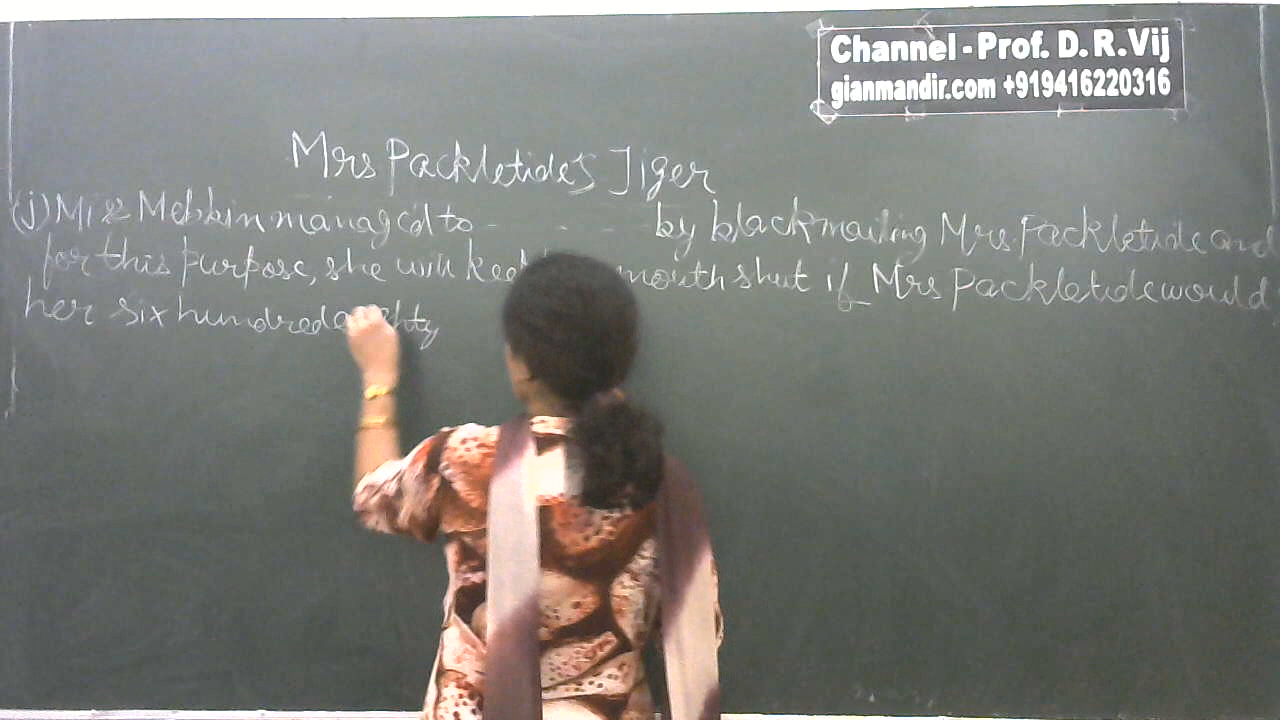 Channel - Prof. D. R. Vij
gianmandir.com +919416220316
Mrs Packletide's Tiger
(j) Miss Mebbin managed to - . . - by blackmailing Mrs. Packletide and
for this purpose, she will keep mouth shut if Mrs Packletide would
her six hundred eighty